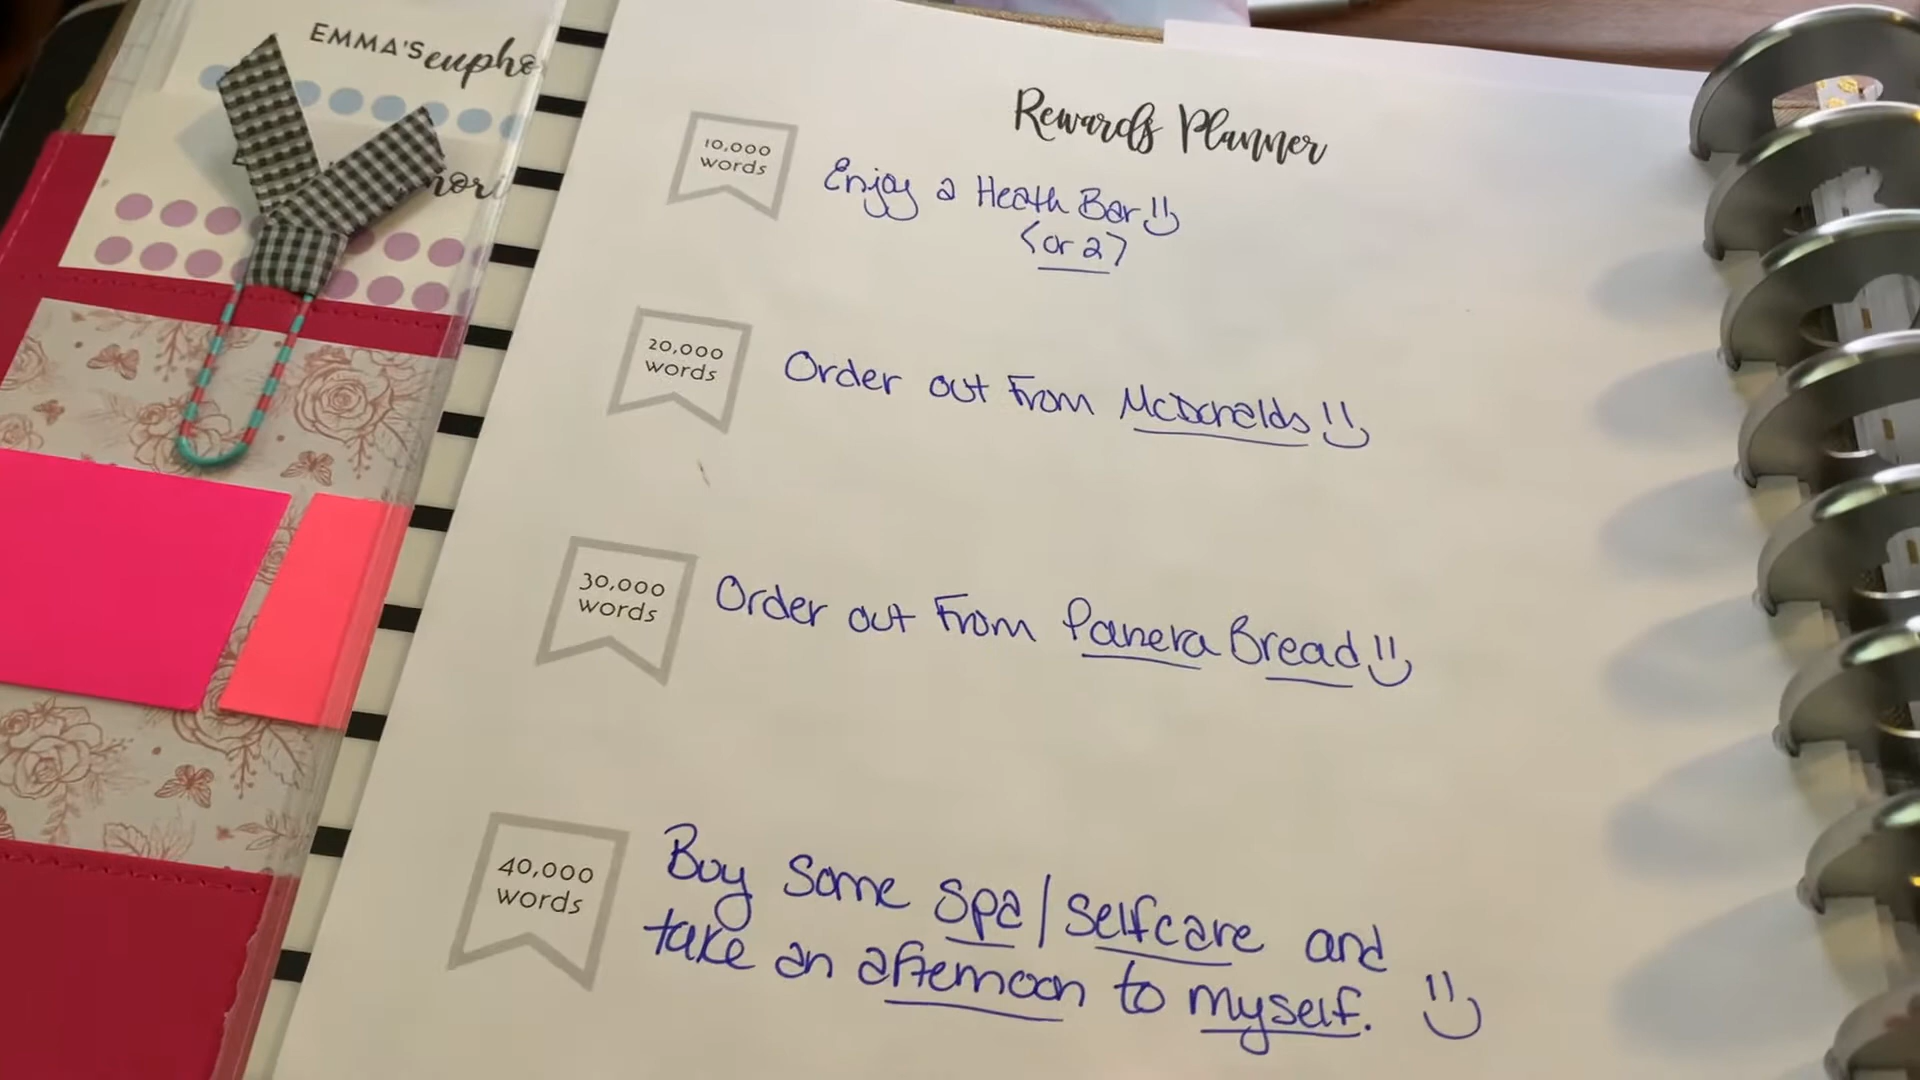 EMMA'S
Rewards Planner
10,000
words
Enjoy a Heath Bar
(or 2)
20,000
words
Order out from McDonalds
30,000
words
Order out from Panera Bread
40,000
words
Buy some spa/selfcare and
take an afternoon to myself.